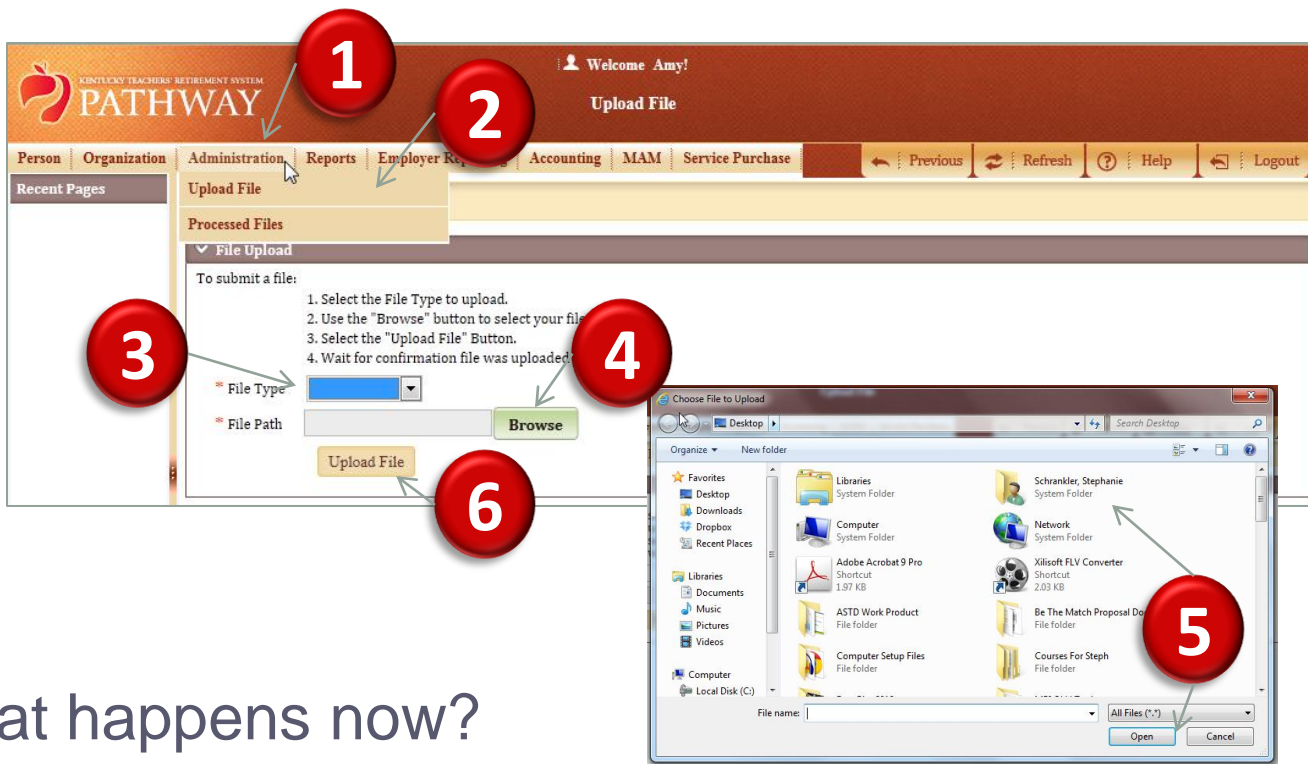 1
KENTUCKY TEACHERS' RETIREMENT SYSTEM
PATHWAY
Welcome Amy!
Upload File
2
Person Organization Administration Reports Employer Accounting MAM Service Purchase Previous Refresh Help Logout
Recent Pages
Upload File
Processed Files
File Upload
To submit a file:
1. Select the File Type to upload.
2. Use the "Browse" button to select your file
3. Select the "Upload File" Button.
4. Wait for confirmation file was uploaded
3
4
* File Type
* File Path
Browse
Upload File
6
Choose File to Upload
Desktop
Search Desktop
Organize New folder
Favorites
Desktop
Downloads
Dropbox
Recent Places
Libraries
Documents
Music
Pictures
Videos
Computer
Local Disk (C:)
Libraries
System Folder
Schrankler, Stephanie
System Folder
Computer
System Folder
Network
System Folder
Adobe Acrobat 9 Pro
Shortcut
1.97 KB
Xilisoft FLV Converter
Shortcut
2.03 KB
ASTD Work Product
File folder
Be The Match Proposal Do
File folder
Computer Setup Files
File folder
Courses For Steph
File folder
5
File name:
All Files (*.*)
Open Cancel
at happens now?